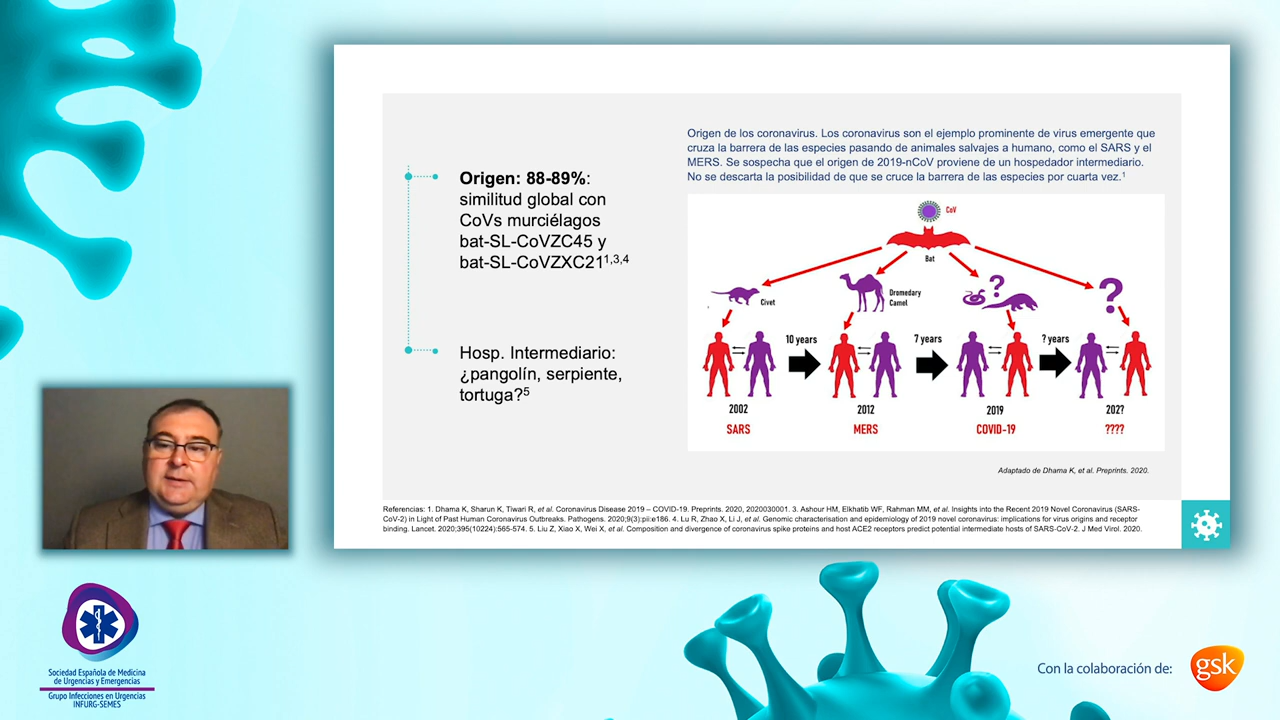 Origen de los coronavirus. Los coronavirus son el ejemplo prominente de virus emergente que
cruza la barrera de las especies pasando de animales salvajes a humano, como el SARS y el
MERS. Se sospecha que el origen de 2019-nCoV proviene de un hospedador intermediario.
No se descarta la posibilidad de que se cruce la barrera de las especies por cuarta vez.¹
Origen: 88-89%:
similitud global con
CoVs murciélagos
bat-SL-CoVZC45 y
bat-SL-CoVZXC21¹,³,⁴
Hosp. Intermediario:
¿pangolín, serpiente,
tortuga?⁵
CoV
Bat
Civet
Dromedary
Camel
?
?
10 years
7 years
? years
2002
2012
2019
202?
SARS
MERS
COVID-19
????
Adaptado de Dhama K, et al. Preprints. 2020.
Referencias: 1. Dhama K, Sharun K, Tiwari R, et al. Coronavirus Disease 2019 – COVID-19. Preprints. 2020, 2020030001. 3. Ashour HM, Elkhatib WF, Rahman MM, et al. Insights into the Recent 2019 Novel Coronavirus (SARS-
CoV-2) in Light of Past Human Coronavirus Outbreaks. Pathogens. 2020;9(3):pii:e186. 4. Lu R, Zhao X, Li J, et al. Genomic characterisation and epidemiology of 2019 novel coronavirus: implications for virus origins and receptor
binding. Lancet. 2020;395(10224):565-574. 5. Liu Z, Xiao X, Wei X, et al. Composition and divergence of coronavirus spike proteins and host ACE2 receptors predict potential intermediate hosts of SARS-CoV-2. J Med Virol. 2020.
Sociedad Española de Medicina
de Urgencias y Emergencias
Grupo Infecciones en Urgencias
INFURG-SEMES
Con la colaboración de:
gsk